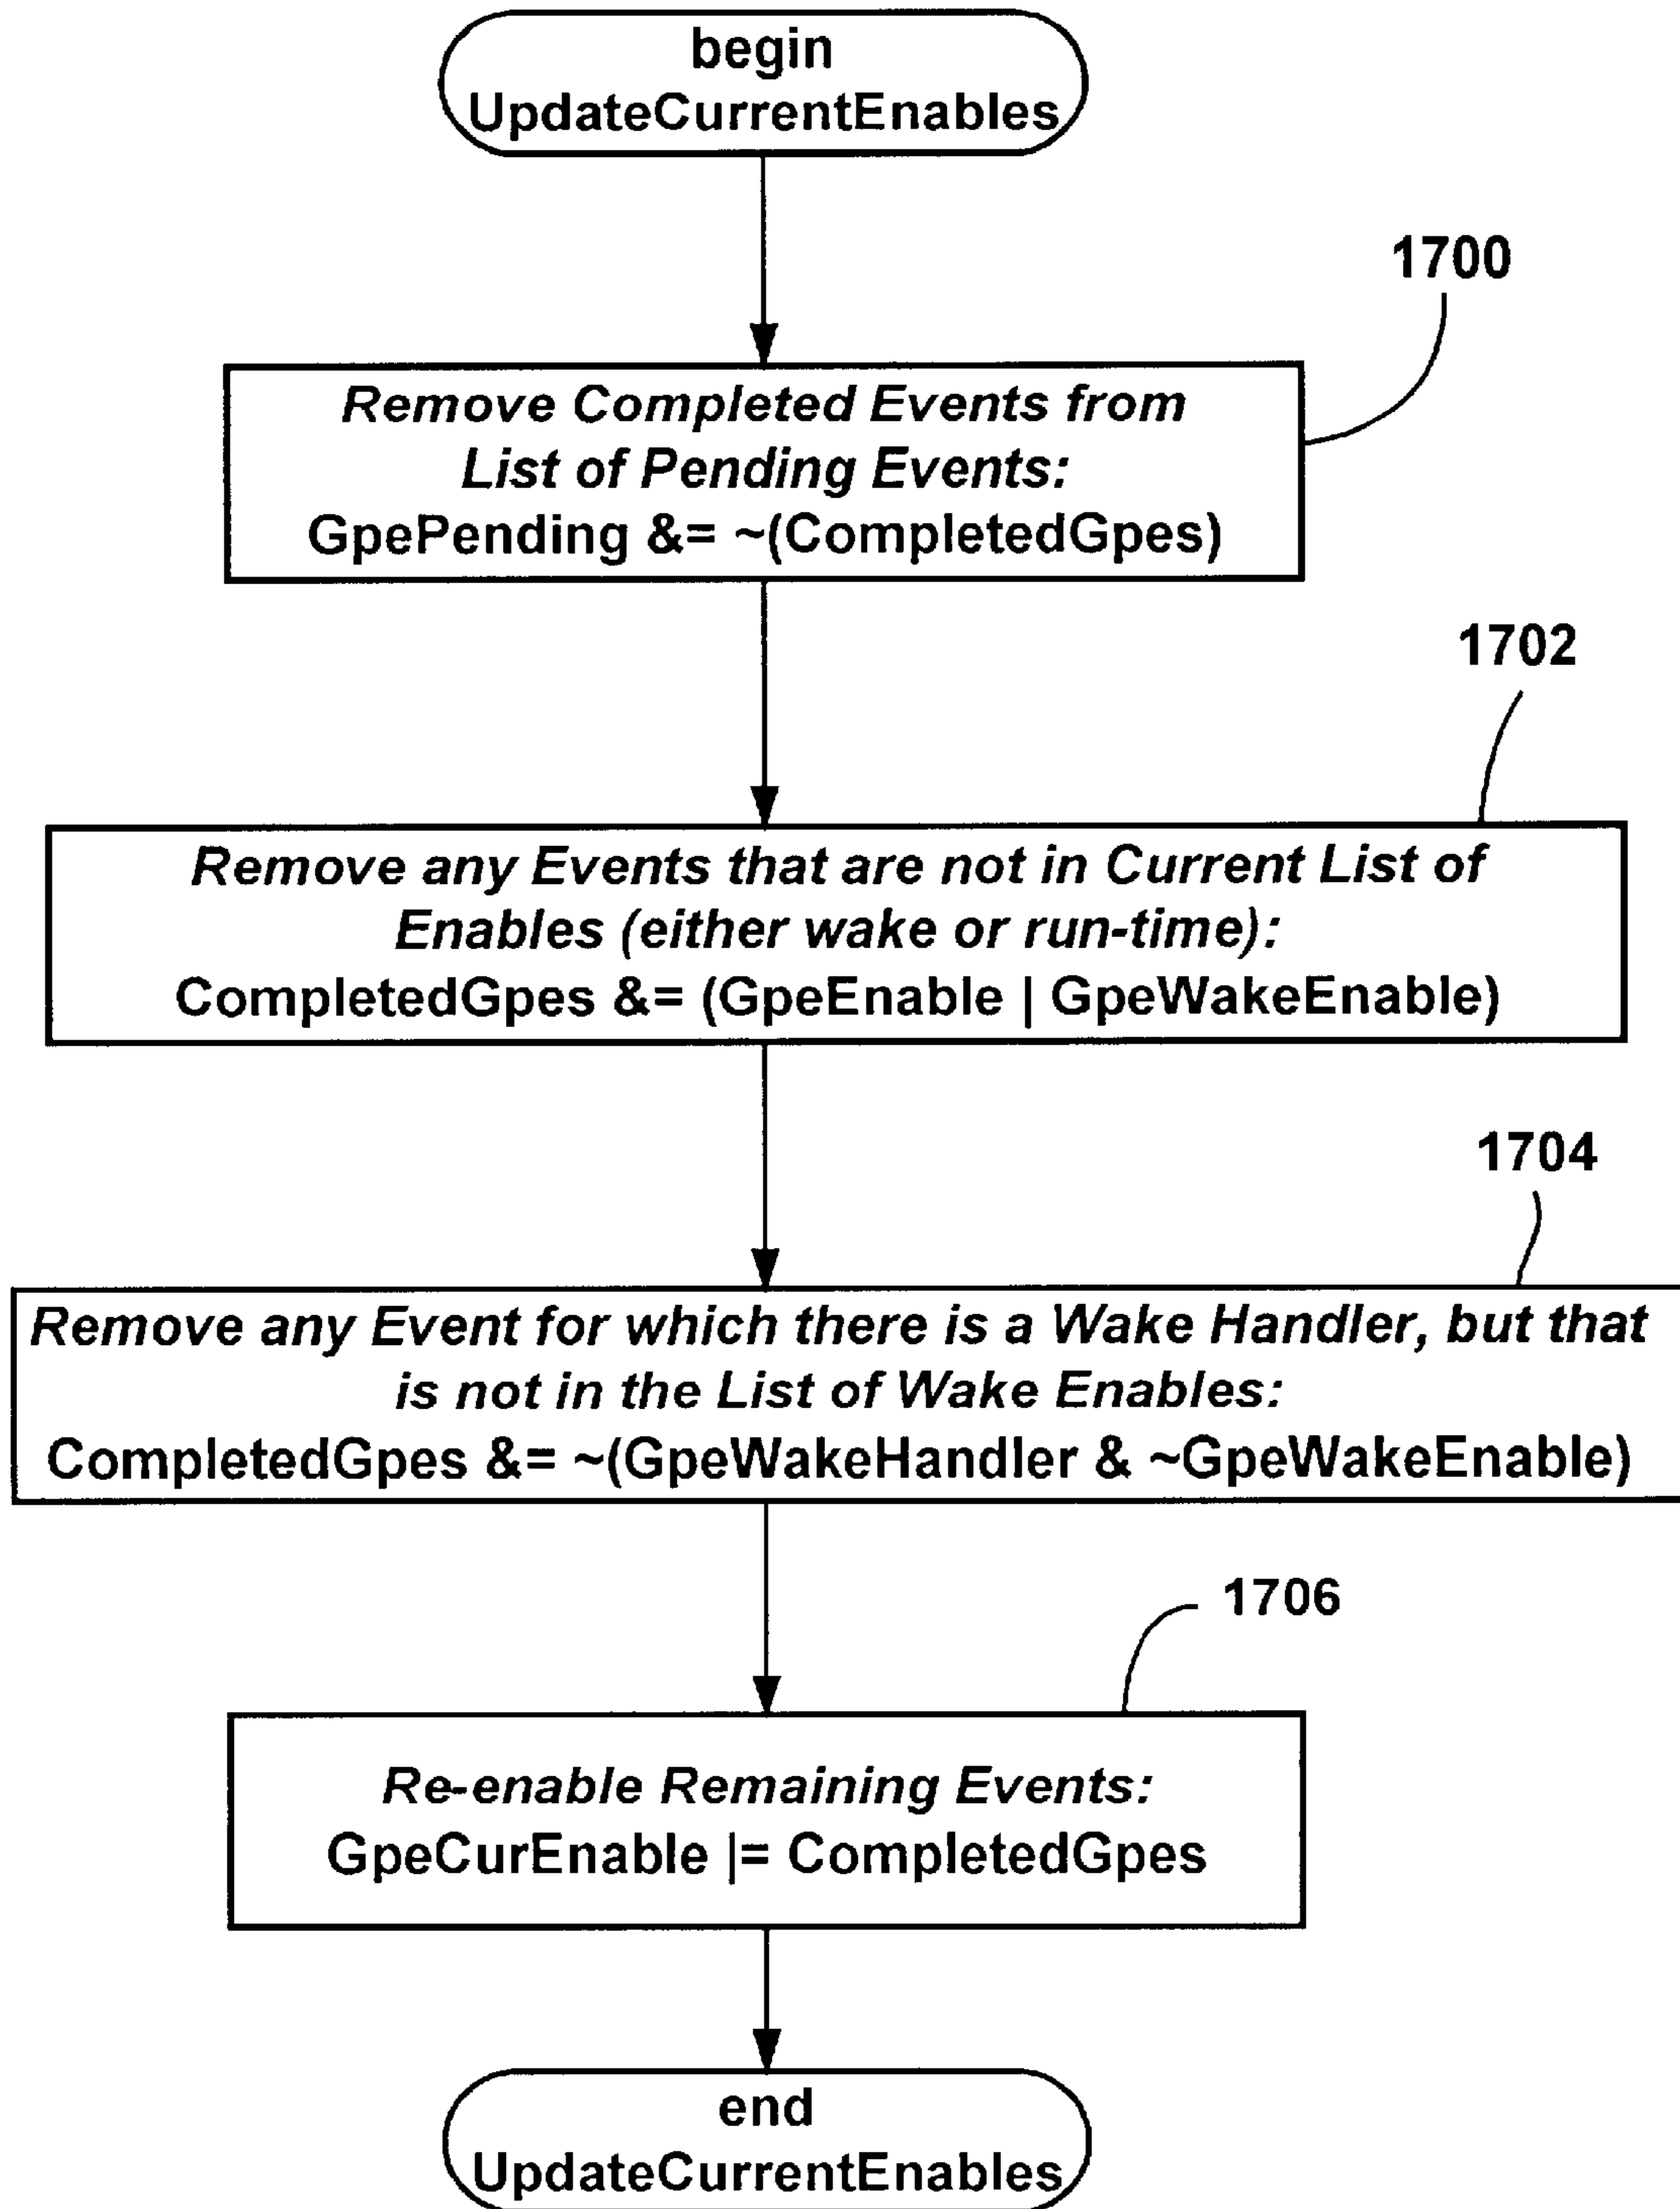 begin
UpdateCurrentEnables
1700
Remove Completed Events from
List of Pending Events:
GpePending &= ~(CompletedGpes)
1702
Remove any Events that are not in Current List of
Enables (either wake or run-time):
CompletedGpes &= (GpeEnable | GpeWakeEnable)
1704
Remove any Event for which there is a Wake Handler, but that
is not in the List of Wake Enables:
CompletedGpes &= ~(GpeWakeHandler & ~GpeWakeEnable)
1706
Re-enable Remaining Events:
GpeCurEnable |= CompletedGpes
end
UpdateCurrentEnables